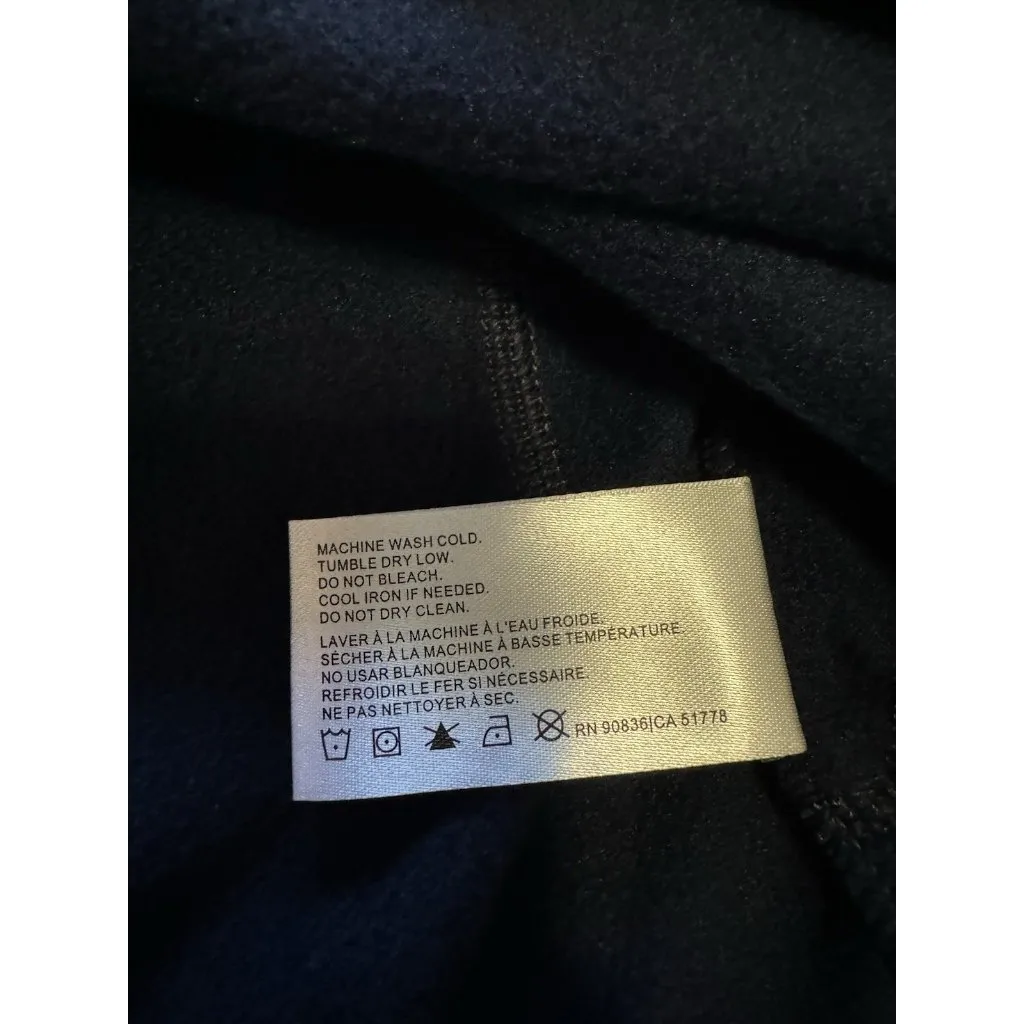 MACHINE WASH COLD.
TUMBLE DRY LOW.
DO NOT BLEACH.
COOL IRON IF NEEDED.
DO NOT DRY CLEAN.
LAVER À LA MACHINE À L'EAU FROIDE.
SÉCHER À LA MACHINE À BASSE TEMPÉRATURE.
NO USAR BLANQUEADOR.
REFROIDIR LE FER SI NÉCESSAIRE.
NE PAS NETTOYER À SEC.
RN 90836|CA 51778